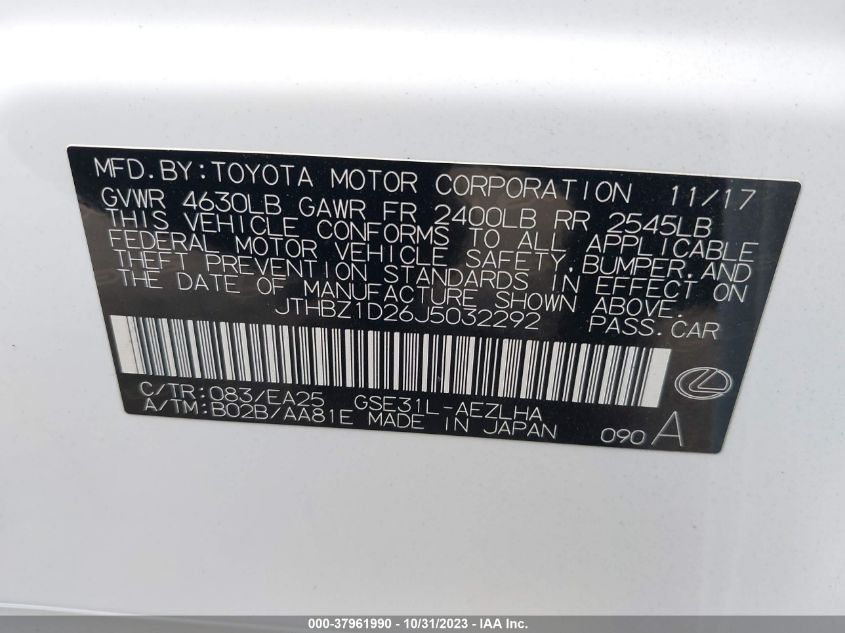 MFD.BY:TOYOTA MOTOR CORPORATION 11/17
GVWR 4630LB GAWR FR 2400LB RR 2545LB
THIS VEHICLE CONFORMS TO ALL APPLICABLE
FEDERAL MOTOR VEHICLE SAFETY,BUMPER,AND
THEFT PREVENTION STANDARDS IN EFFECT ON
THE DATE OF MANUFACTURE SHOWN ABOVE.
JTHBZ1D26J5032292 PASS.CAR
C/TR:083/EA25 GSE31L-AEZLHA
A/TM:B02B/AA81E MADE IN JAPAN 090 A
000-37961990 - 10/31/2023 - IAA Inc.